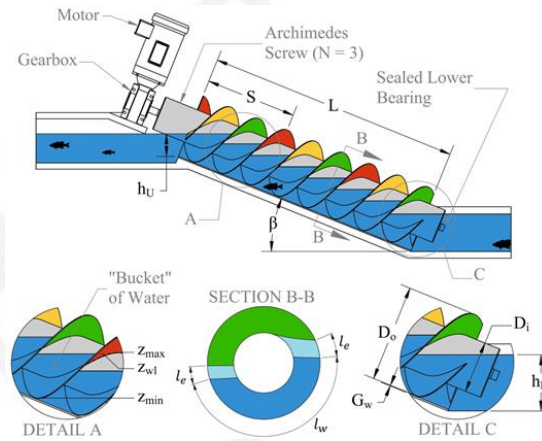 Motor
Gearbox
Archimedes
Screw (N = 3)
Sealed Lower
Bearing
S
L
B
B
h_U
A
β
C
"Bucket"
of Water
SECTION B-B
z_max
z_wl
z_min
l_e
l_e
l_w
D_o
D_i
G_w
DETAIL A
DETAIL C